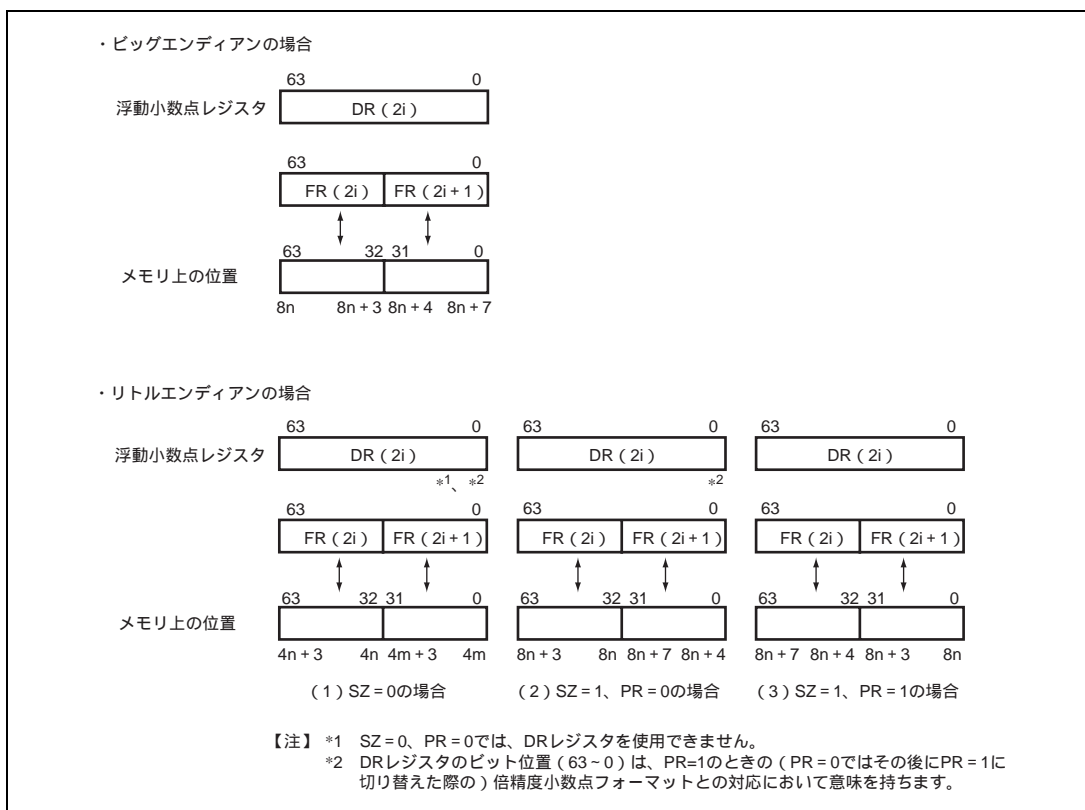 ・ビッグエンディアンの場合
63 0
浮動小数点レジスタ DR（2i）
63 0
FR（2i） FR（2i+1）
63 32 31 0
メモリ上の位置
8n 8n+3 8n+4 8n+7
・リトルエンディアンの場合
63 0 63 0 63 0
浮動小数点レジスタ DR（2i） DR（2i） DR（2i）
*1、*2 *2
63 0 63 0 63 0
FR（2i） FR（2i+1） FR（2i） FR（2i+1） FR（2i） FR（2i+1）
63 32 31 0 63 32 31 0 63 32 31 0
メモリ上の位置
4n+3 4n 4m+3 4m 8n+3 8n 8n+7 8n+4 8n+7 8n+4 8n+3 8n
（1）SZ=0の場合 （2）SZ=1、PR=0の場合 （3）SZ=1、PR=1の場合
【注】 *1 SZ=0、PR=0では、DRレジスタを使用できません。
*2 DRレジスタのビット位置（63~0）は、PR=1のときの（PR=0ではその後にPR=1に
切り替えた際の）倍精度小数点フォーマットとの対応において意味を持ちます。